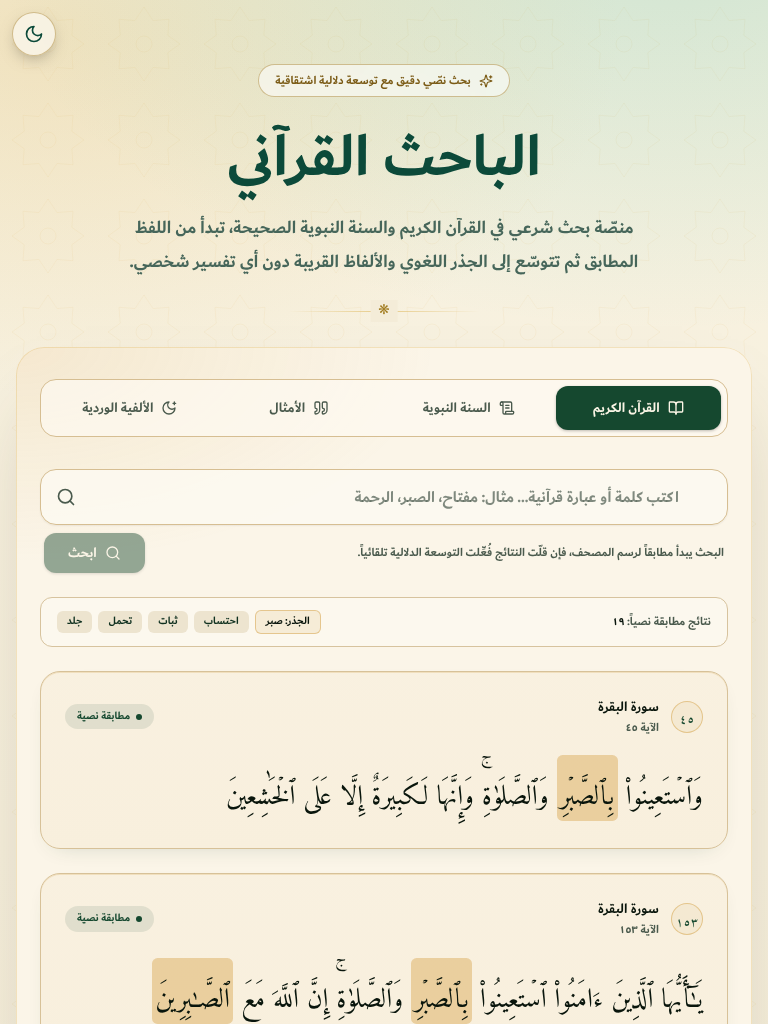 بحث نصّي دقيق مع توسعة دلالية اشتقاقية
الباحث القرآني
منصّة بحث شرعي في القرآن الكريم والسنة النبوية الصحيحة، تبدأ من اللفظ
المطابق ثم تتوسّع إلى الجذر اللغوي والألفاظ القريبة دون أي تفسير شخصي.
القرآن الكريم
السنة النبوية
الأمثال
الألفية الوردية
اكتب كلمة أو عبارة قرآنية... مثال: مفتاح، الصبر، الرحمة
البحث يبدأ مطابقاً لرسم المصحف، فإن قلّت النتائج فُعّلت التوسعة الدلالية تلقائياً.
ابحث
نتائج مطابقة نصياً: ١٩
الجذر: صبر
احتساب
ثبات
تحمل
جلد
٤٥
سورة البقرة
الآية ٤٥
مطابقة نصية
وَٱسْتَعِينُوا۟ بِٱلصَّبْرِ وَٱلصَّلَوٰةِ ۚ وَإِنَّهَا لَكَبِيرَةٌ إِلَّا عَلَى ٱلْخَـٰشِعِينَ
١٥٣
سورة البقرة
الآية ١٥٣
مطابقة نصية
يَـٰٓأَيُّهَا ٱلَّذِينَ ءَامَنُوا۟ ٱسْتَعِينُوا۟ بِٱلصَّبْرِ وَٱلصَّلَوٰةِ ۚ إِنَّ ٱللَّهَ مَعَ ٱلصَّـٰبِرِينَ